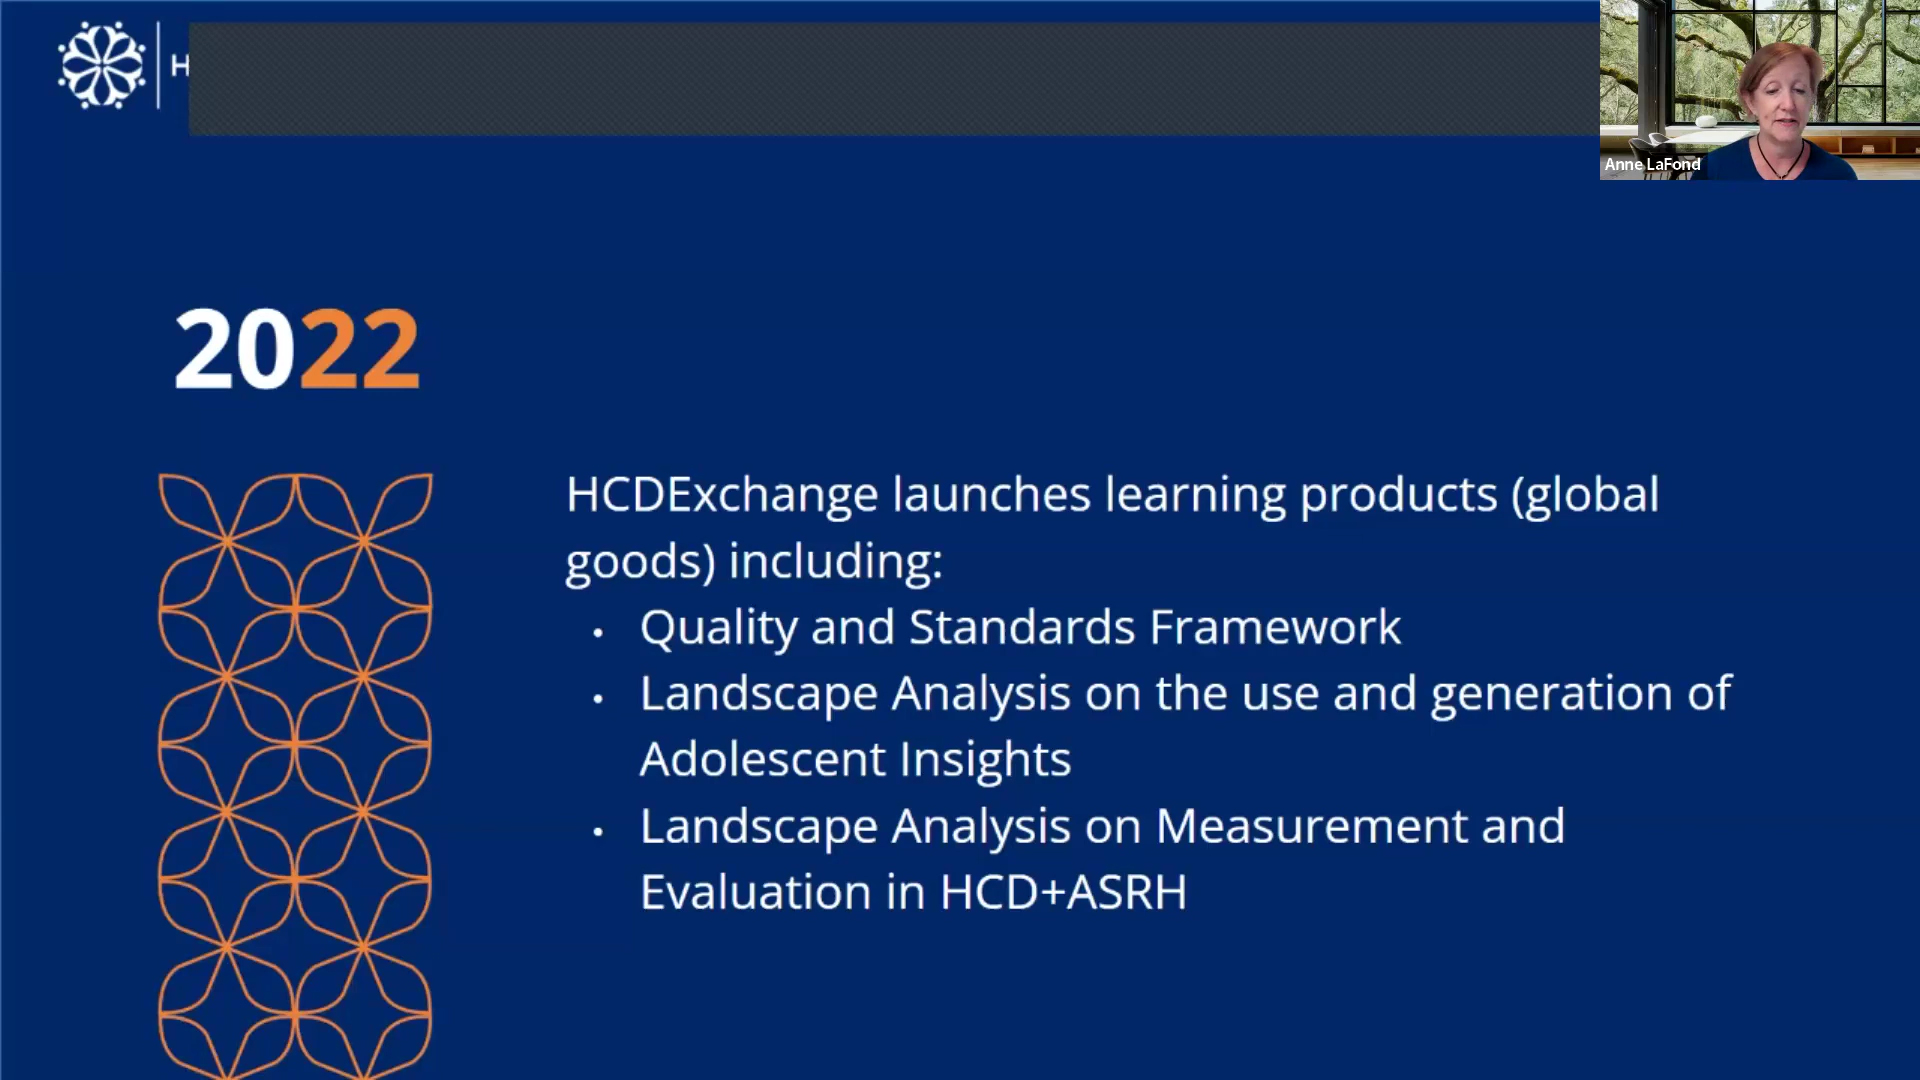 H
Anne LaFond
2022
HCDExchange launches learning products (global
goods) including:
• Quality and Standards Framework
• Landscape Analysis on the use and generation of
Adolescent Insights
• Landscape Analysis on Measurement and
Evaluation in HCD+ASRH